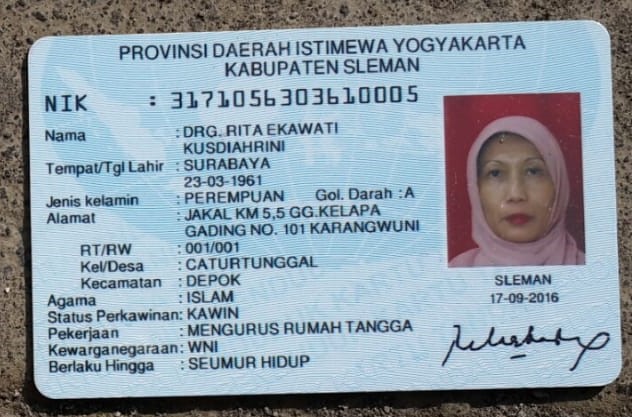 PROVINSI DAERAH ISTIMEWA YOGYAKARTA
KABUPATEN SLEMAN
NIK : 3171056303610005
Nama : DRG. RITA EKAWATI
KUSDIAHRINI
Tempat/Tgl Lahir : SURABAYA
23-03-1961
Jenis kelamin : PEREMPUAN Gol. Darah : A
Alamat : JAKAL KM 5,5 GG.KELAPA
GADING NO. 101 KARANGWUNI
RT/RW : 001/001
Kel/Desa : CATURTUNGGAL
Kecamatan : DEPOK
Agama : ISLAM
Status Perkawinan: KAWIN
Pekerjaan : MENGURUS RUMAH TANGGA
Kewarganegaraan: WNI
Berlaku Hingga : SEUMUR HIDUP
SLEMAN
17-09-2016